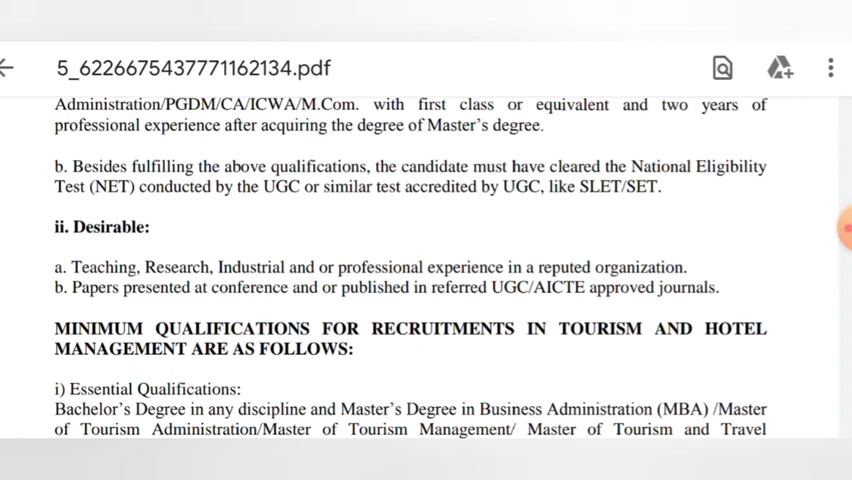 5_6226675437771162134.pdf
Administration/PGDM/CA/ICWA/M.Com. with first class or equivalent and two years of
professional experience after acquiring the degree of Master's degree.
b. Besides fulfilling the above qualifications, the candidate must have cleared the National Eligibility
Test (NET) conducted by the UGC or similar test accredited by UGC, like SLET/SET.
ii. Desirable:
a. Teaching, Research, Industrial and or professional experience in a reputed organization.
b. Papers presented at conference and or published in referred UGC/AICTE approved journals.
MINIMUM QUALIFICATIONS FOR RECRUITMENTS IN TOURISM AND HOTEL
MANAGEMENT ARE AS FOLLOWS:
i) Essential Qualifications:
Bachelor's Degree in any discipline and Master's Degree in Business Administration (MBA) /Master
of Tourism Administration/Master of Tourism Management/ Master of Tourism and Travel